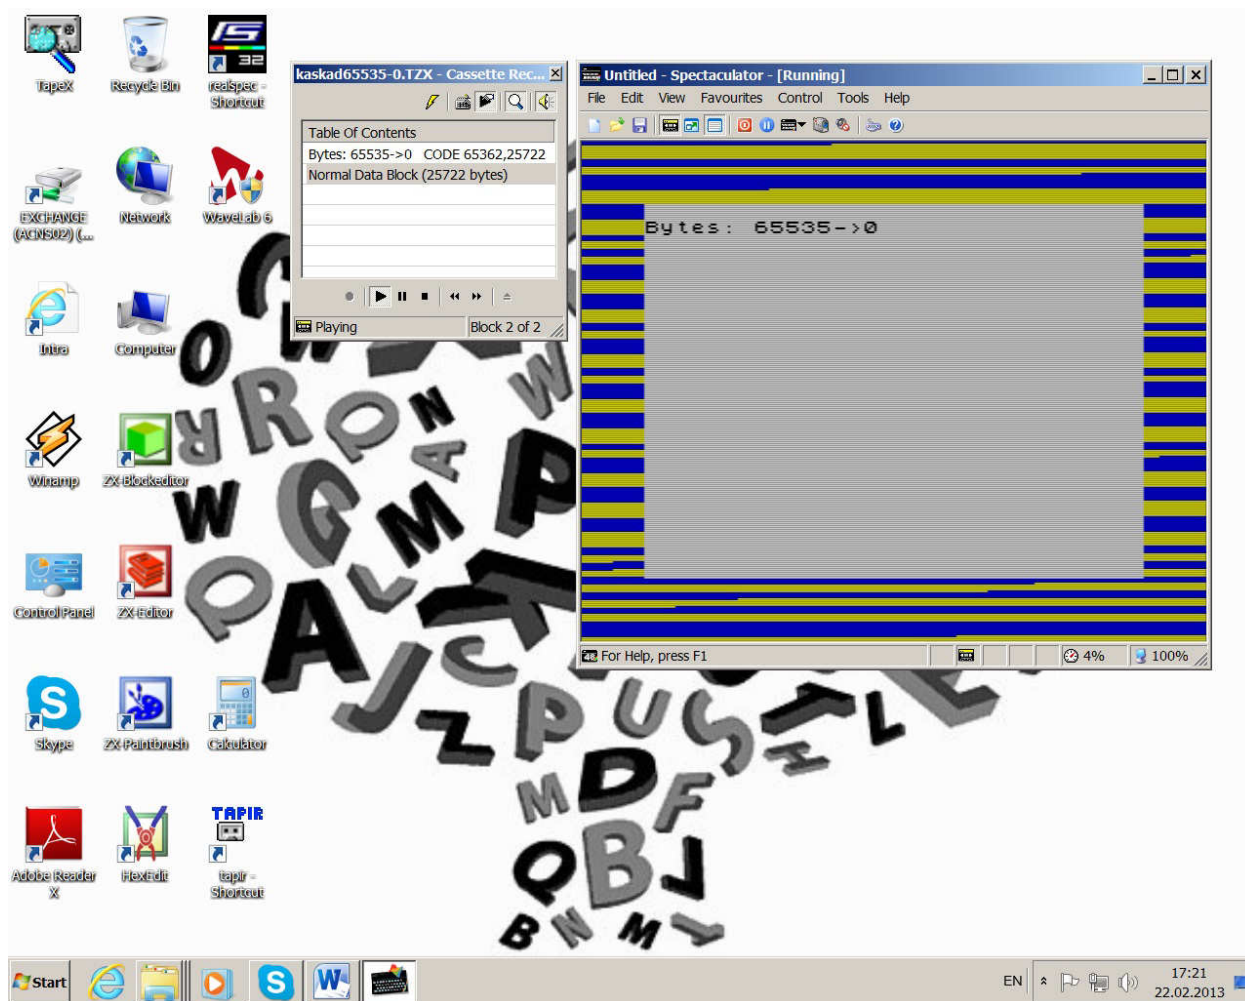 TapeX
Recycle Bin
realspec -
Shortcut
EXCHANGE
(ACNS02) (...
Network
WaveLab 6
Intra
Computer
Winamp
ZX-Blockeditor
Control Panel
ZX-Editor
Skype
ZX-Paintbrush
Calculator
Adobe Reader
X
HexEdit
TAPIR
tapir -
Shortcut
kaskad65535-0.TZX - Cassette Rec...
Table Of Contents
Bytes: 65535->0 CODE 65362,25722
Normal Data Block (25722 bytes)
Playing
Block 2 of 2
Untitled - Spectaculator - [Running]
File Edit View Favourites Control Tools Help
Bytes: 65535->0
For Help, press F1
4%
100%
Start
EN
17:21
22.02.2013